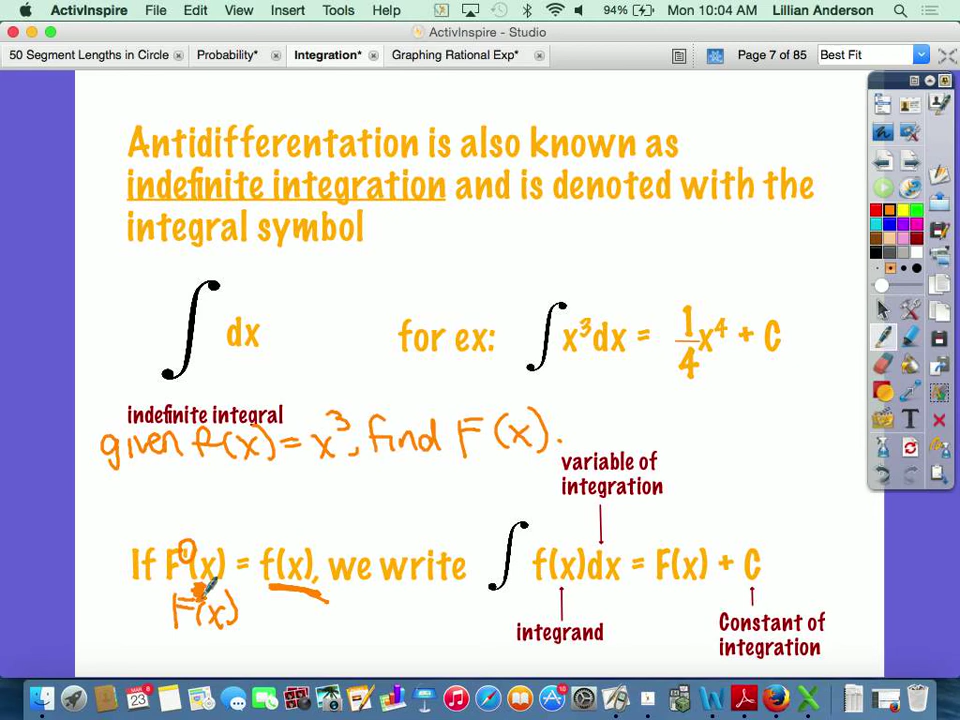 ActivInspire File Edit View Insert Tools Help 94% Mon 10:04 AM Lillian Anderson
ActivInspire - Studio
50 Segment Lengths in Circle Probability* Integration* Graphing Rational Exp* Page 7 of 85 Best Fit
Antidifferentation is also known as
indefinite integration and is denoted with the
integral symbol
∫ dx for ex: ∫ x³dx = 1/4 x⁴ + C
indefinite integral
given f(x) = x³, find F(x).
variable of
integration
If F'(x) = f(x), we write ∫ f(x)dx = F(x) + C
F(x)
integrand
Constant of
integration